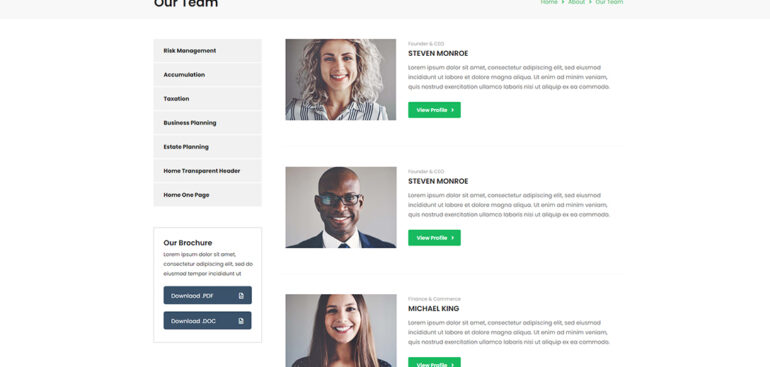 Our Team
Home > About > Our Team
Risk Management
Accumulation
Taxation
Business Planning
Estate Planning
Home Transparent Header
Home One Page
Our Brochure
Lorem ipsum dolor sit amet,
consectetur adipiscing elit, sed do
eiusmod tempor incididunt ut
Download .PDF
Download .DOC
Founder & CEO
STEVEN MONROE
Lorem ipsum dolor sit amet, consectetur adipiscing elit, sed do eiusmod
incididunt ut labore et dolore magna aliqua. Ut enim ad minim veniam,
quis nostrud exercitation ullamco laboris nisi ut aliquip ex ea commodo.
View Profile >
Founder & CEO
STEVEN MONROE
Lorem ipsum dolor sit amet, consectetur adipiscing elit, sed do eiusmod
incididunt ut labore et dolore magna aliqua. Ut enim ad minim veniam,
quis nostrud exercitation ullamco laboris nisi ut aliquip ex ea commodo.
View Profile >
Finance & Commerce
MICHAEL KING
Lorem ipsum dolor sit amet, consectetur adipiscing elit, sed do eiusmod
incididunt ut labore et dolore magna aliqua. Ut enim ad minim veniam,
quis nostrud exercitation ullamco laboris nisi ut aliquip ex ea commodo.
View Profile >